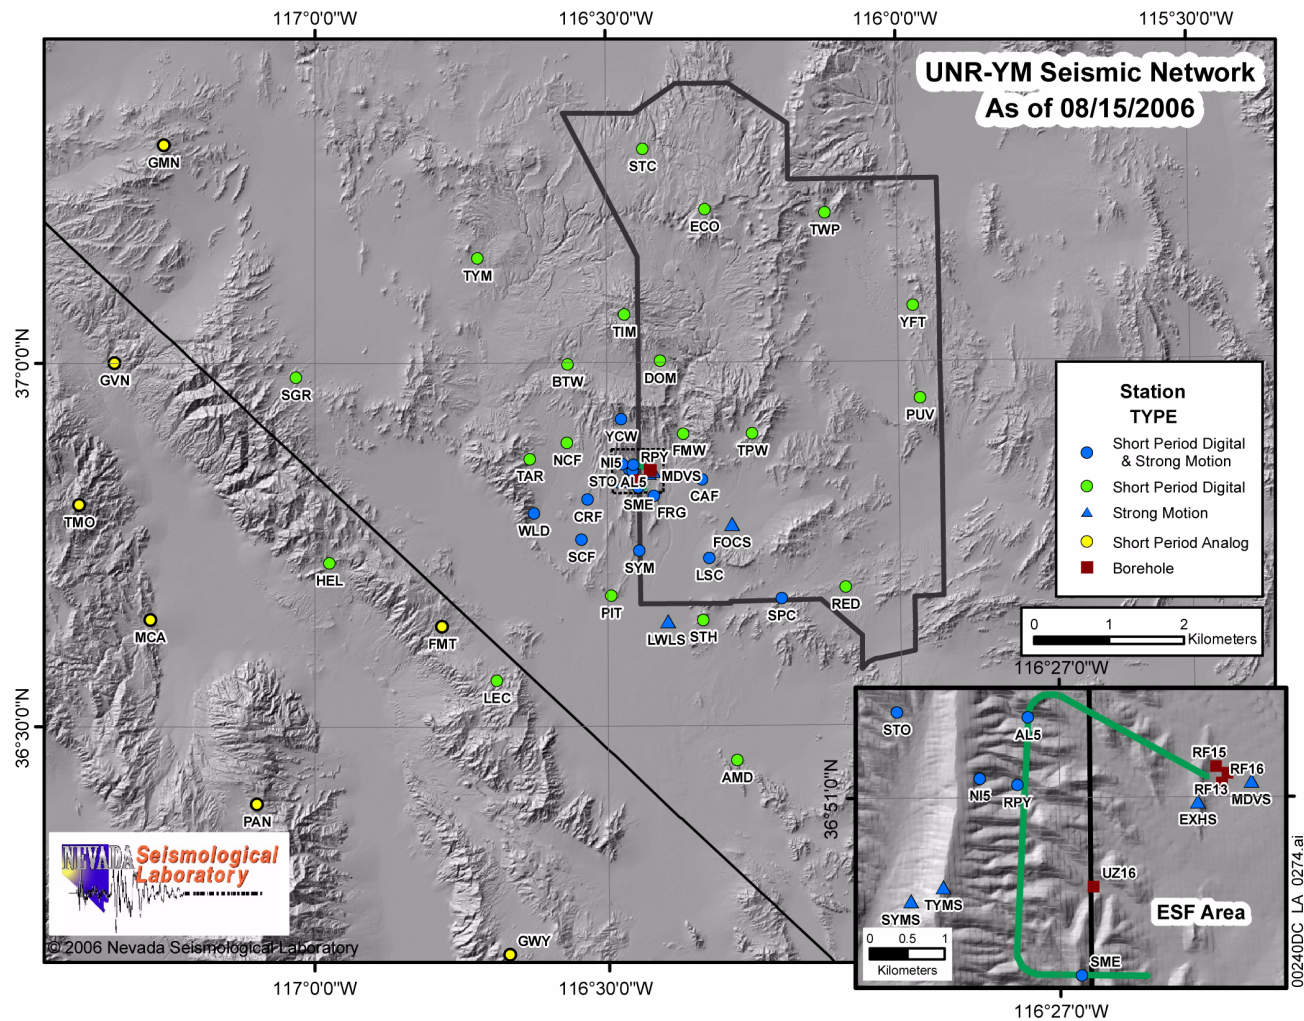 117°0'0"W
116°30'0"W
116°0'0"W
115°30'0"W
UNR-YM Seismic Network
As of 08/15/2006
GMN
STC
ECO
TWP
TYM
YFT
TIM
37°0'0"N
GVN
SGR
BTW
DOM
PUV
YCW
FMW
TPW
NCF
TAR
NI5
RPY
STO
AL5
MDVS
CAF
SME
FRG
CRF
WLD
SCF
SYM
FOCS
LSC
TMO
HEL
PIT
SPC
RED
MCA
FMT
LWLS
STH
LEC
36°30'0"N
AMD
PAN
GWY
Station
TYPE
Short Period Digital
& Strong Motion
Short Period Digital
Strong Motion
Short Period Analog
Borehole
0 1 2
Kilometers
116°27'0"W
STO
AL5
RF15
RF16
NI5
RPY
RF13
MDVS
EXHS
36°51'0"N
UZ16
TYMS
SYMS
ESF Area
0 0.5 1
Kilometers
SME
NEVADA
Seismological
Laboratory
© 2006 Nevada Seismological Laboratory
117°0'0"W
116°30'0"W
116°27'0"W
00240DC_LA_0274.ai